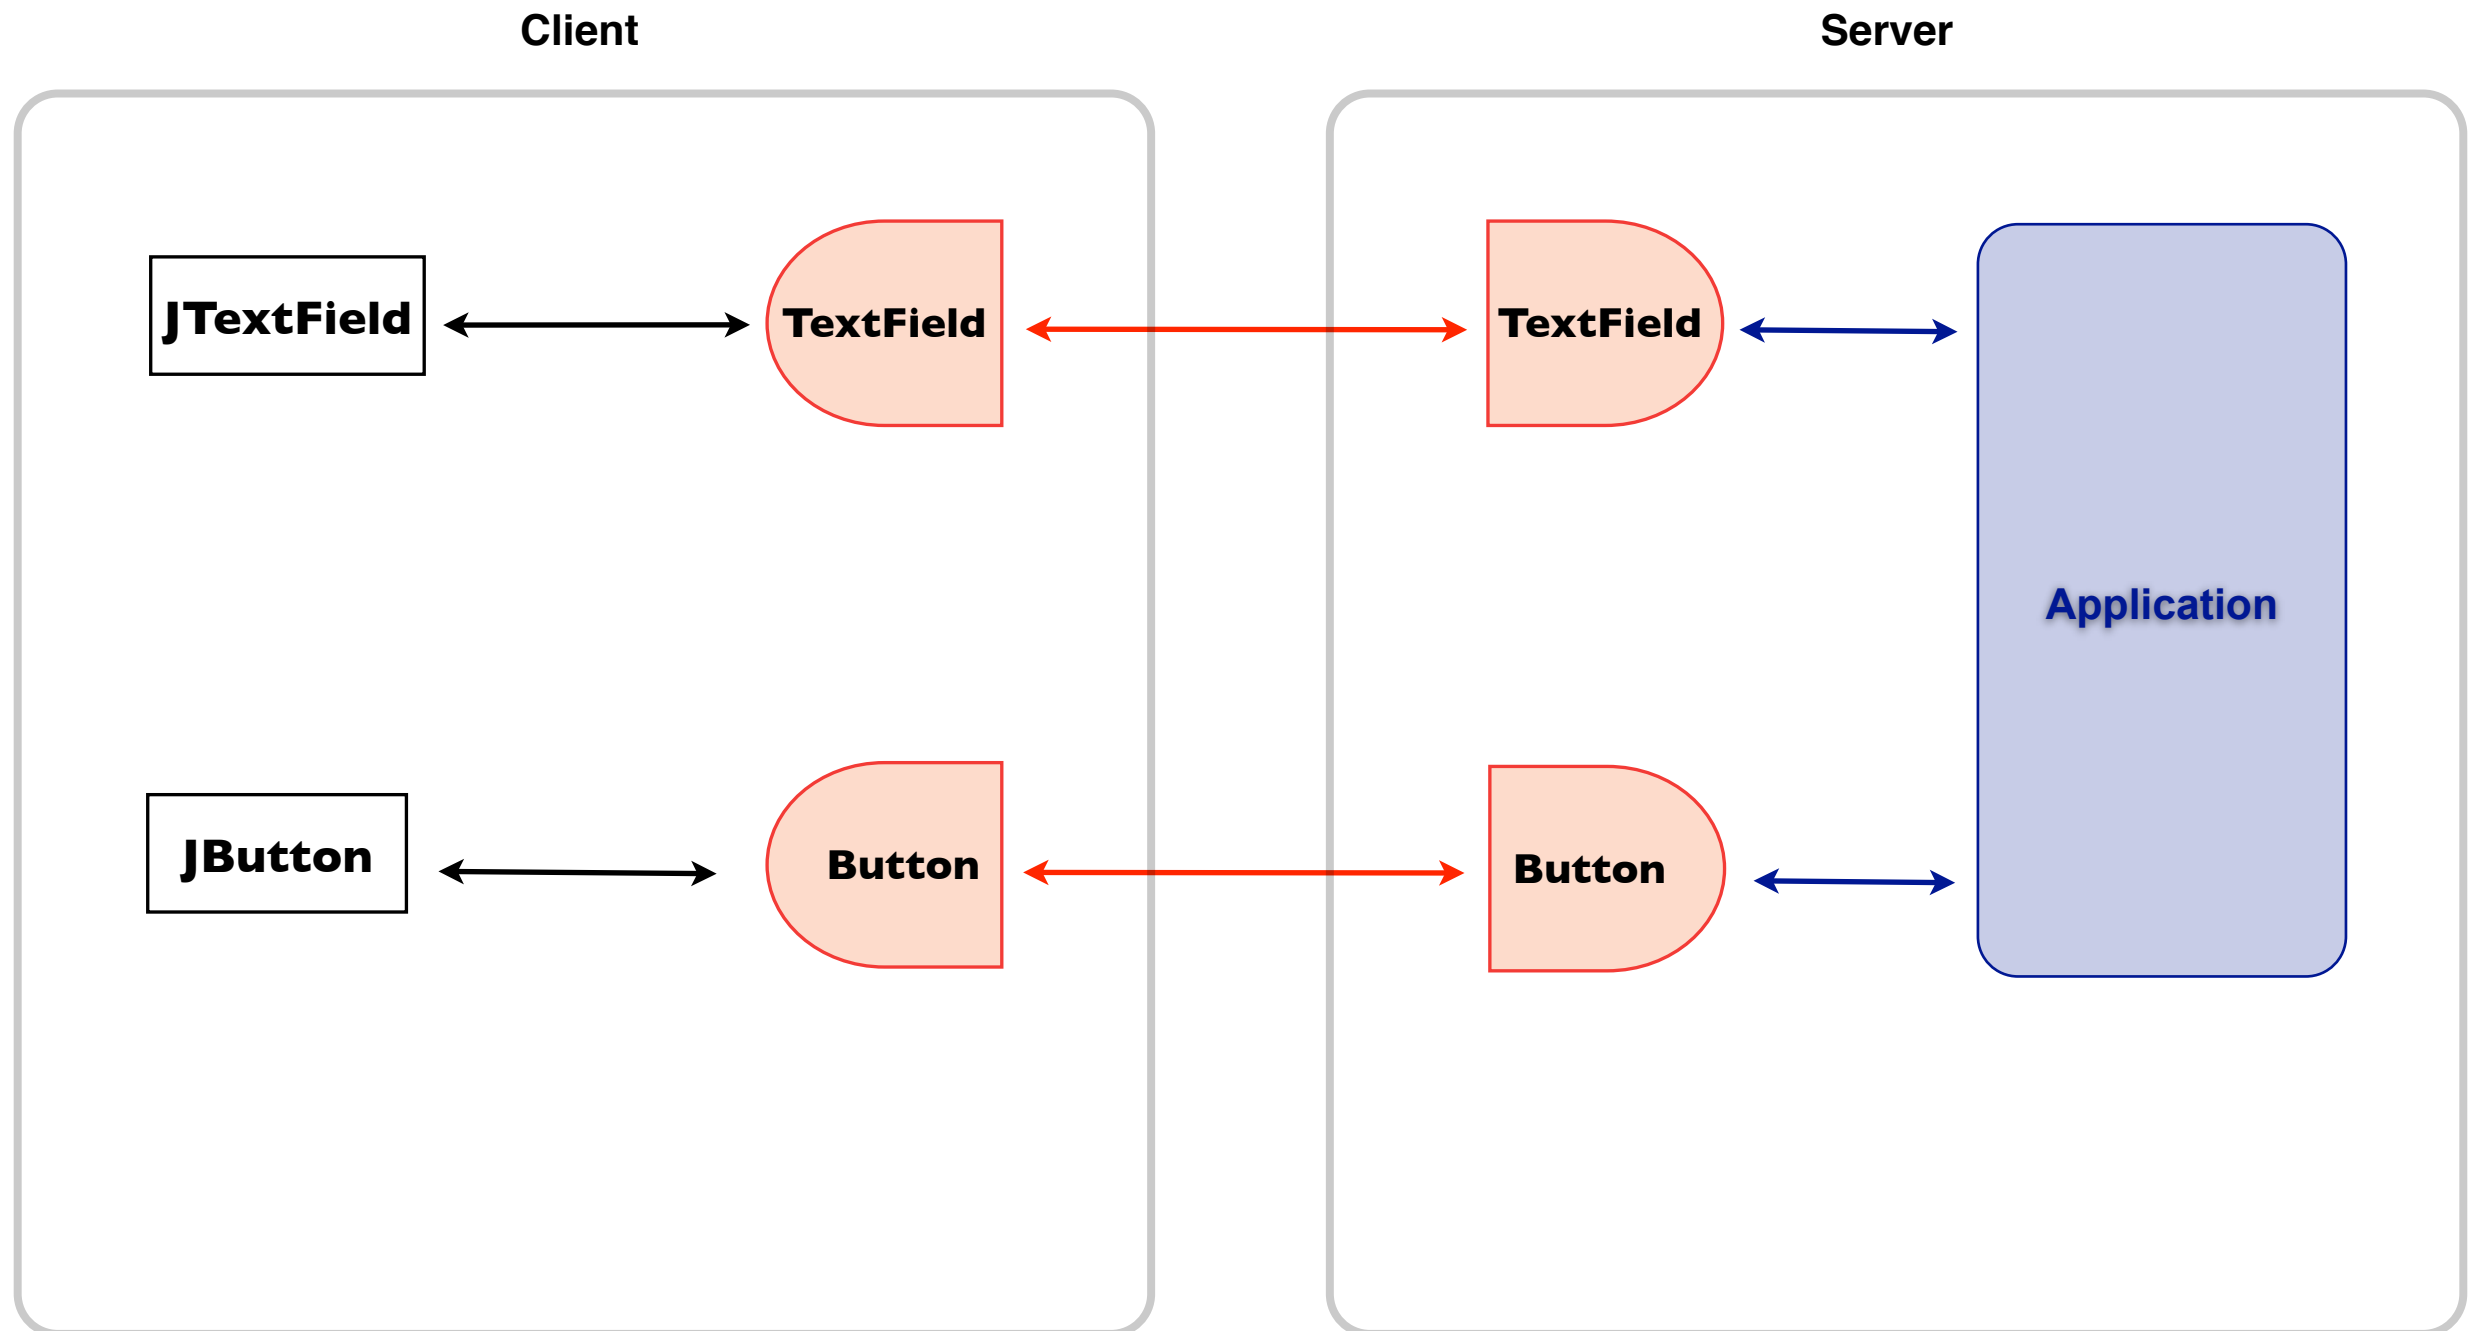 Client
Server
JTextField
TextField
TextField
Application
JButton
Button
Button